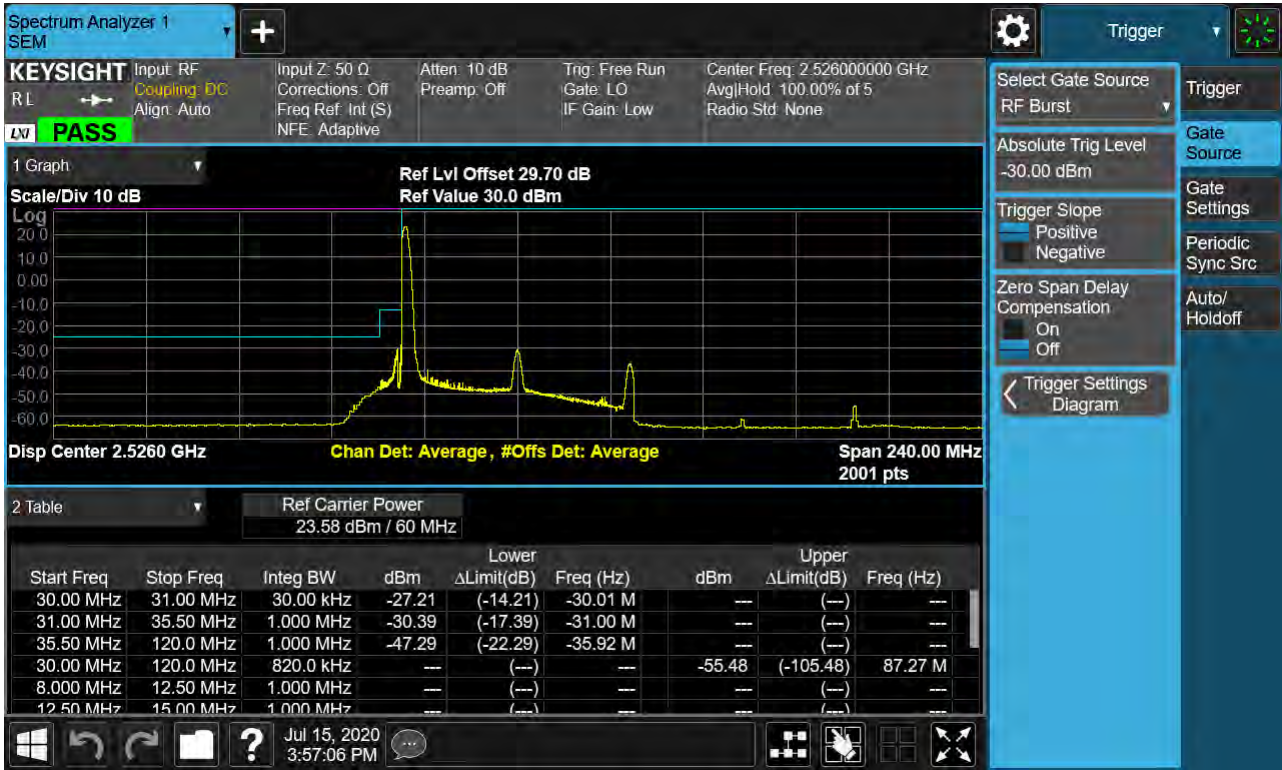 Spectrum Analyzer 1
SEM
Trigger
KEYSIGHT
R L
LXI PASS
Input: RF
Coupling: DC
Align: Auto
Input Z: 50 Ω
Corrections: Off
Freq Ref: Int (S)
NFE: Adaptive
Atten: 10 dB
Preamp: Off
Trig: Free Run
Gate: LO
IF Gain: Low
Center Freq: 2.526000000 GHz
Avg|Hold: 100.00% of 5
Radio Std: None
1 Graph
Scale/Div 10 dB
Ref Lvl Offset 29.70 dB
Ref Value 30.0 dBm
Log
20.0
10.0
0.00
-10.0
-20.0
-30.0
-40.0
-50.0
-60.0
Disp Center 2.5260 GHz
Chan Det: Average, #Offs Det: Average
Span 240.00 MHz
2001 pts
2 Table
Ref Carrier Power
23.58 dBm / 60 MHz
Lower Upper
Start Freq Stop Freq Integ BW dBm ΔLimit(dB) Freq (Hz) dBm ΔLimit(dB) Freq (Hz)
30.00 MHz 31.00 MHz 30.00 kHz -27.21 (-14.21) -30.01 M --- (---) ---
31.00 MHz 35.50 MHz 1.000 MHz -30.39 (-17.39) -31.00 M --- (---) ---
35.50 MHz 120.0 MHz 1.000 MHz -47.29 (-22.29) -35.92 M --- (---) ---
30.00 MHz 120.0 MHz 820.0 kHz --- (---) --- -55.48 (-105.48) 87.27 M
8.000 MHz 12.50 MHz 1.000 MHz --- (---) --- --- (---) ---
12.50 MHz 15.00 MHz 1.000 MHz --- (---) --- --- (---) ---
Jul 15, 2020
3:57:06 PM
Select Gate Source
RF Burst
Absolute Trig Level
-30.00 dBm
Trigger Slope
Positive
Negative
Zero Span Delay
Compensation
On
Off
Trigger Settings
Diagram
Trigger
Gate
Source
Gate
Settings
Periodic
Sync Src
Auto/
Holdoff